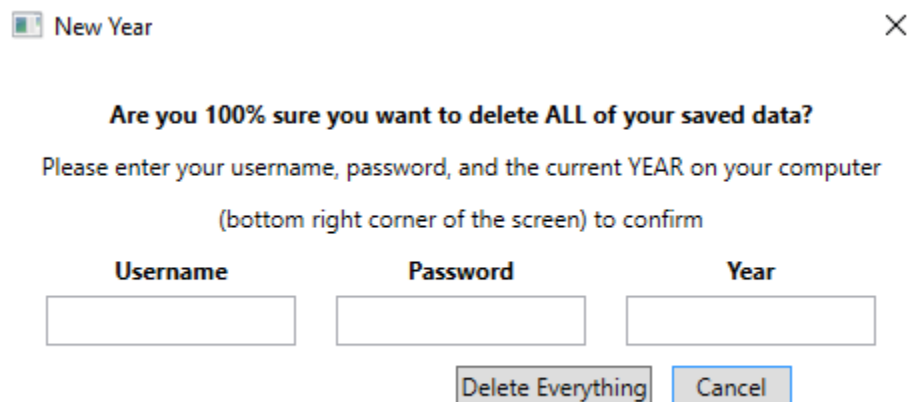 New Year
Are you 100% sure you want to delete ALL of your saved data?
Please enter your username, password, and the current YEAR on your computer
(bottom right corner of the screen) to confirm
Username Password Year
Delete Everything Cancel